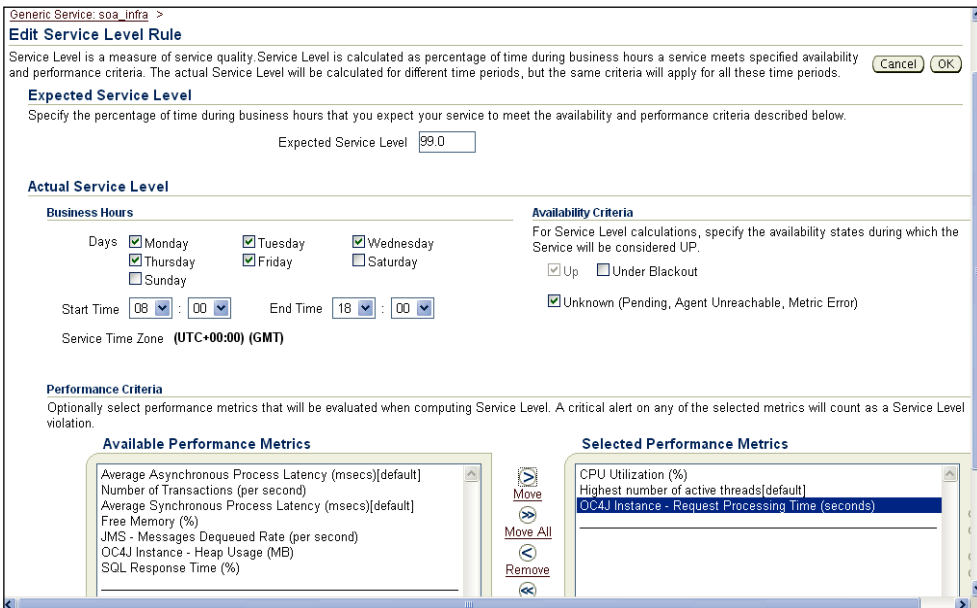 Generic Service: soa_infra >
Edit Service Level Rule
Service Level is a measure of service quality.Service Level is calculated as percentage of time during business hours a service meets specified availability
and performance criteria. The actual Service Level will be calculated for different time periods, but the same criteria will apply for all these time periods.
Cancel OK
Expected Service Level
Specify the percentage of time during business hours that you expect your service to meet the availability and performance criteria described below.
Expected Service Level 99.0
Actual Service Level
Business Hours
Days Monday Tuesday Wednesday
Thursday Friday Saturday
Sunday
Start Time 08 : 00 End Time 18 : 00
Service Time Zone (UTC+00:00) (GMT)
Availability Criteria
For Service Level calculations, specify the availability states during which the
Service will be considered UP.
Up Under Blackout
Unknown (Pending, Agent Unreachable, Metric Error)
Performance Criteria
Optionally select performance metrics that will be evaluated when computing Service Level. A critical alert on any of the selected metrics will count as a Service Level
violation.
Available Performance Metrics
Average Asynchronous Process Latency (msecs)[default]
Number of Transactions (per second)
Average Synchronous Process Latency (msecs)[default]
Free Memory (%)
JMS - Messages Dequeued Rate (per second)
OC4J Instance - Heap Usage (MB)
SQL Response Time (%)
Move
Move All
Remove
Selected Performance Metrics
CPU Utilization (%)
Highest number of active threads[default]
OC4J Instance - Request Processing Time (seconds)